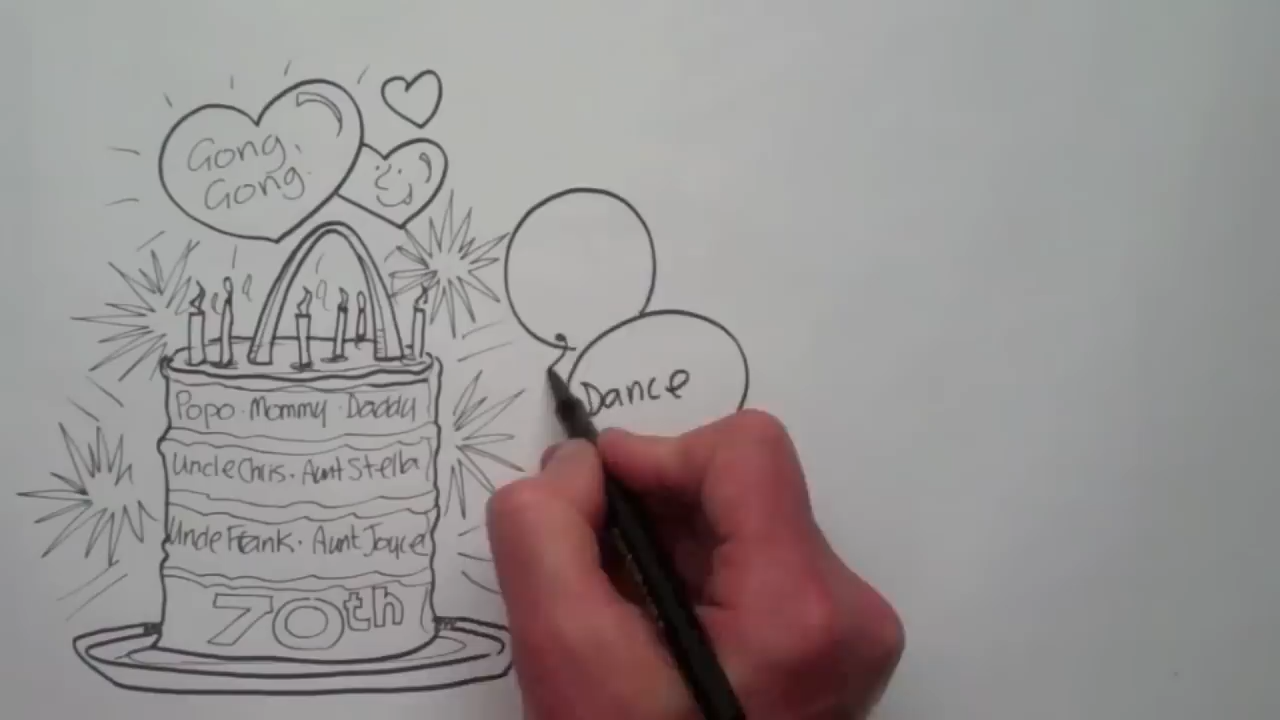 Gong,
Gong.
Popo · Mommy · Daddy
Uncle Chris · Aunt Stella
Uncle Frank · Aunt Joyce
70th
Dance